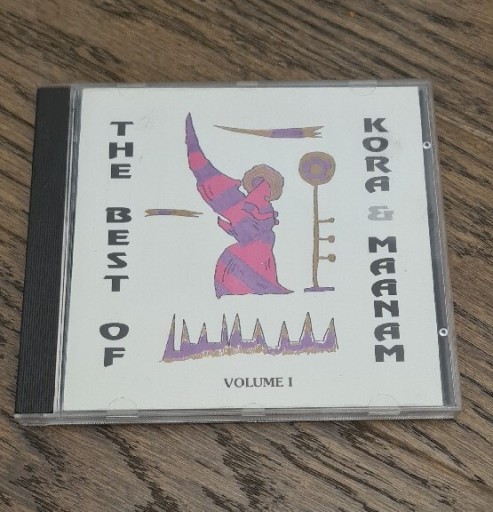 THE BEST OF
KORA & MAANAM
VOLUME I